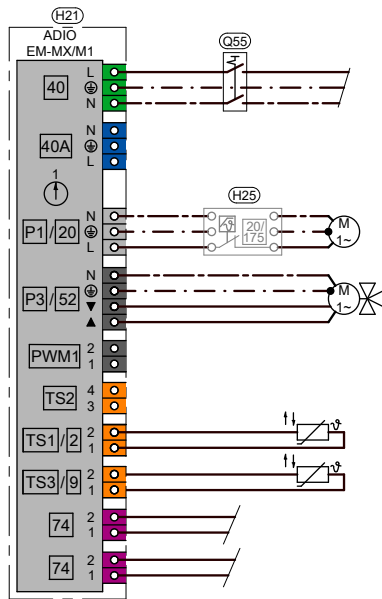 H21
ADIO
EM-MX/M1
Q55
L
40
N
N
40A
L
1
H25
N
P1/20
20/
175
M
1~
L
N
P3/52
▼
▲
M
1~
PWM1
2
1
TS2
4
3
TS1/2
2
1
ϑ
TS3/9
2
1
ϑ
74
2
1
74
2
1